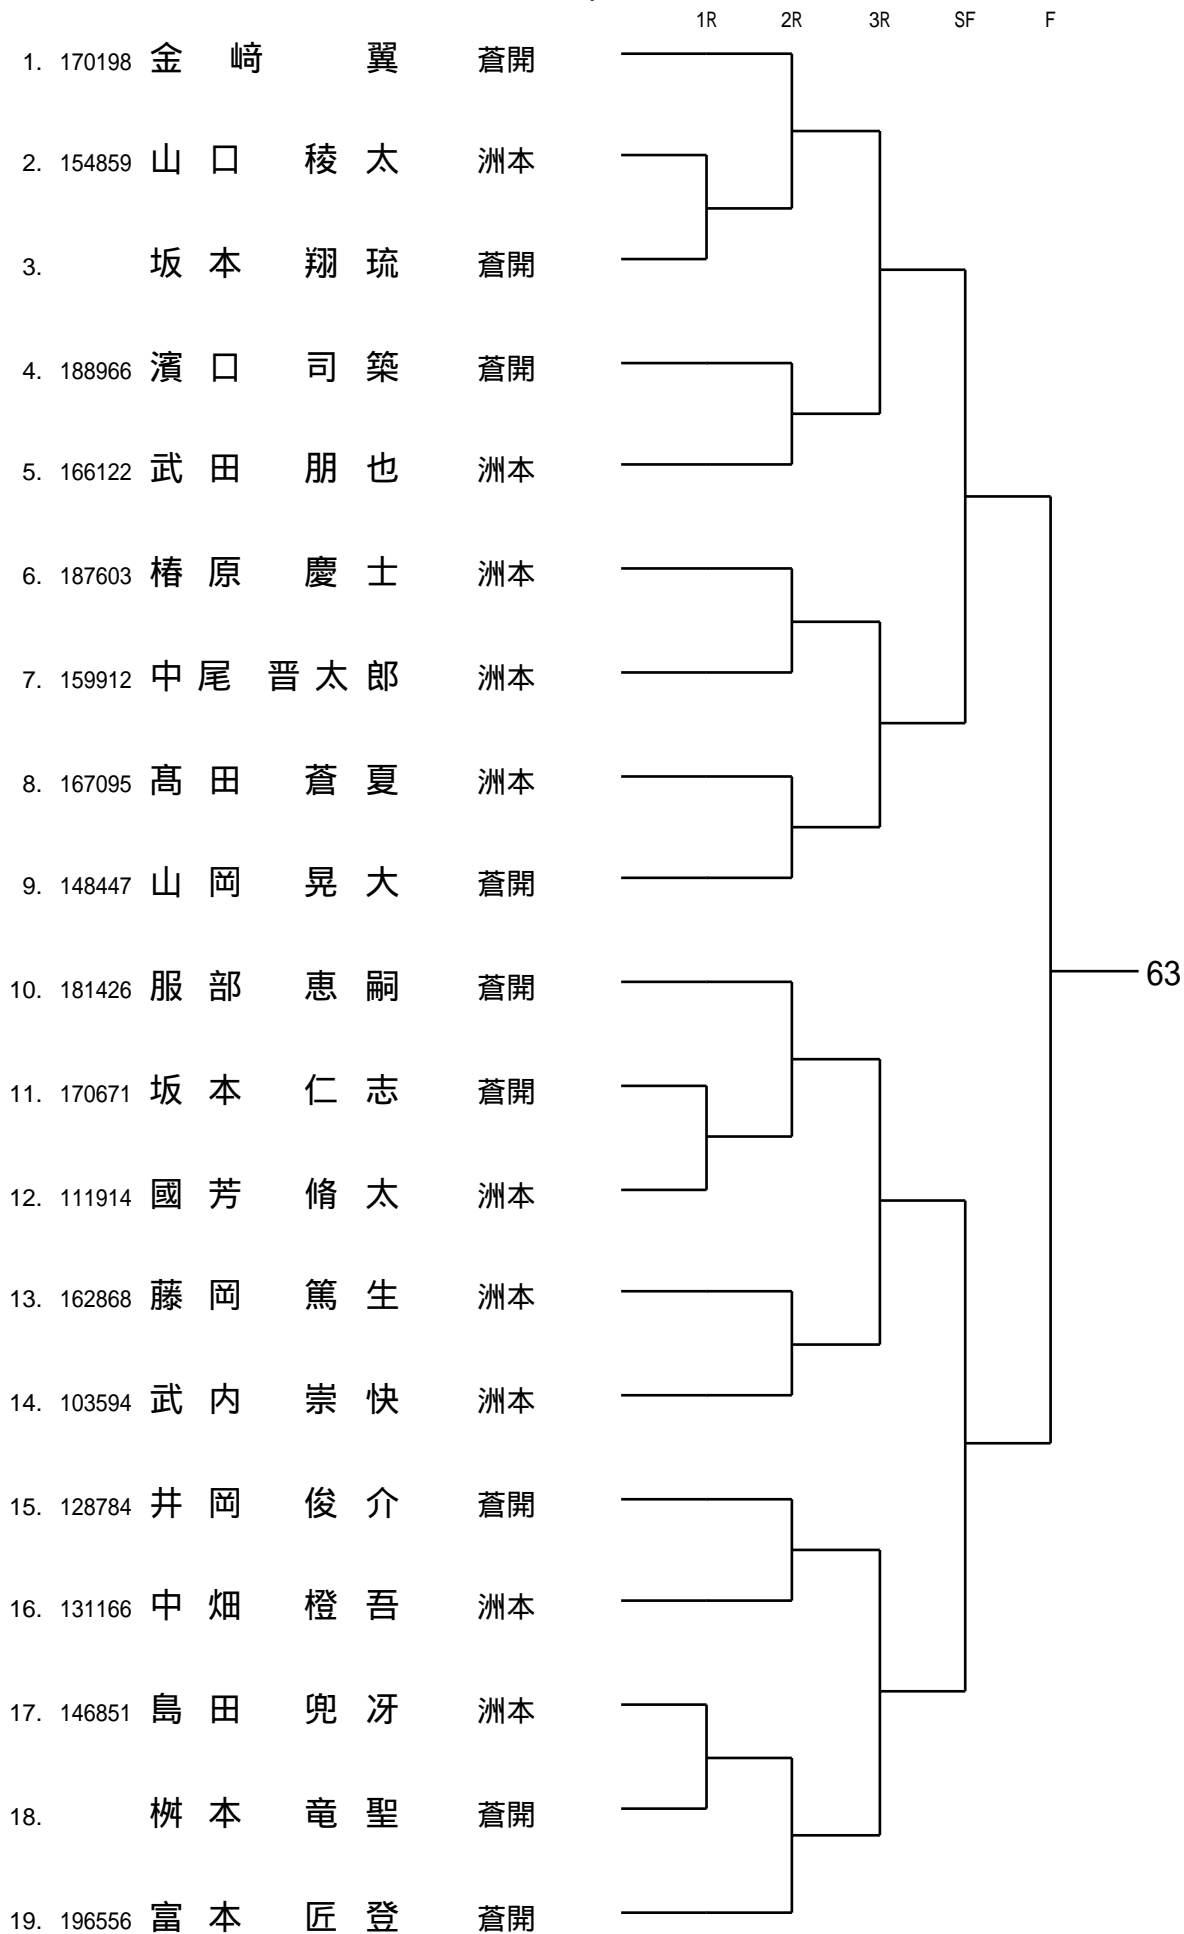 1R 2R 3R SF F
1. 170198 金﨑 翼 蒼開
2. 154859 山口 稜太 洲本
3. 坂本 翔琉 蒼開
4. 188966 濱口 司築 蒼開
5. 166122 武田 朋也 洲本
6. 187603 椿原 慶士 洲本
7. 159912 中尾 晋太郎 洲本
8. 167095 髙田 蒼夏 洲本
9. 148447 山岡 晃大 蒼開
63
10. 181426 服部 恵嗣 蒼開
11. 170671 坂本 仁志 蒼開
12. 111914 國芳 脩太 洲本
13. 162868 藤岡 篤生 洲本
14. 103594 武内 崇快 洲本
15. 128784 井岡 俊介 蒼開
16. 131166 中畑 橙吾 洲本
17. 146851 島田 兜冴 洲本
18. 桝本 竜聖 蒼開
19. 196556 富本 匠登 蒼開